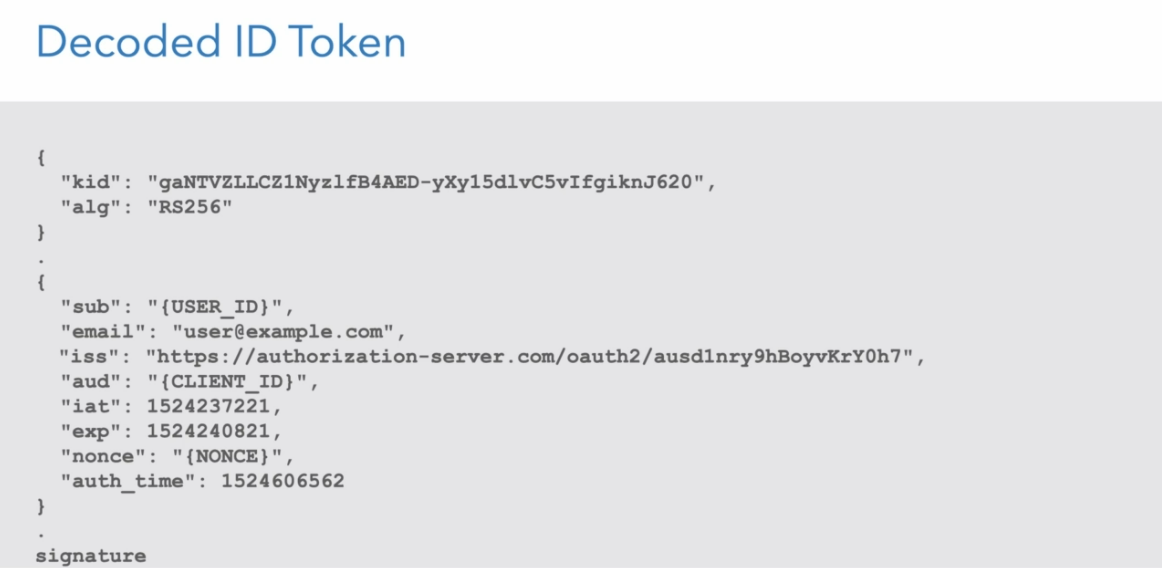 Decoded ID Token
{
"kid": "gaNTVZLLCZ1NyzlfB4AED-yXy15dlvC5vIfgiknJ620",
"alg": "RS256"
}
.
{
"sub": "{USER_ID}",
"email": "user@example.com",
"iss": "https://authorization-server.com/oauth2/ausd1nry9hBoyvKrY0h7",
"aud": "{CLIENT_ID}",
"iat": 1524237221,
"exp": 1524240821,
"nonce": "{NONCE}",
"auth_time": 1524606562
}
.
signature